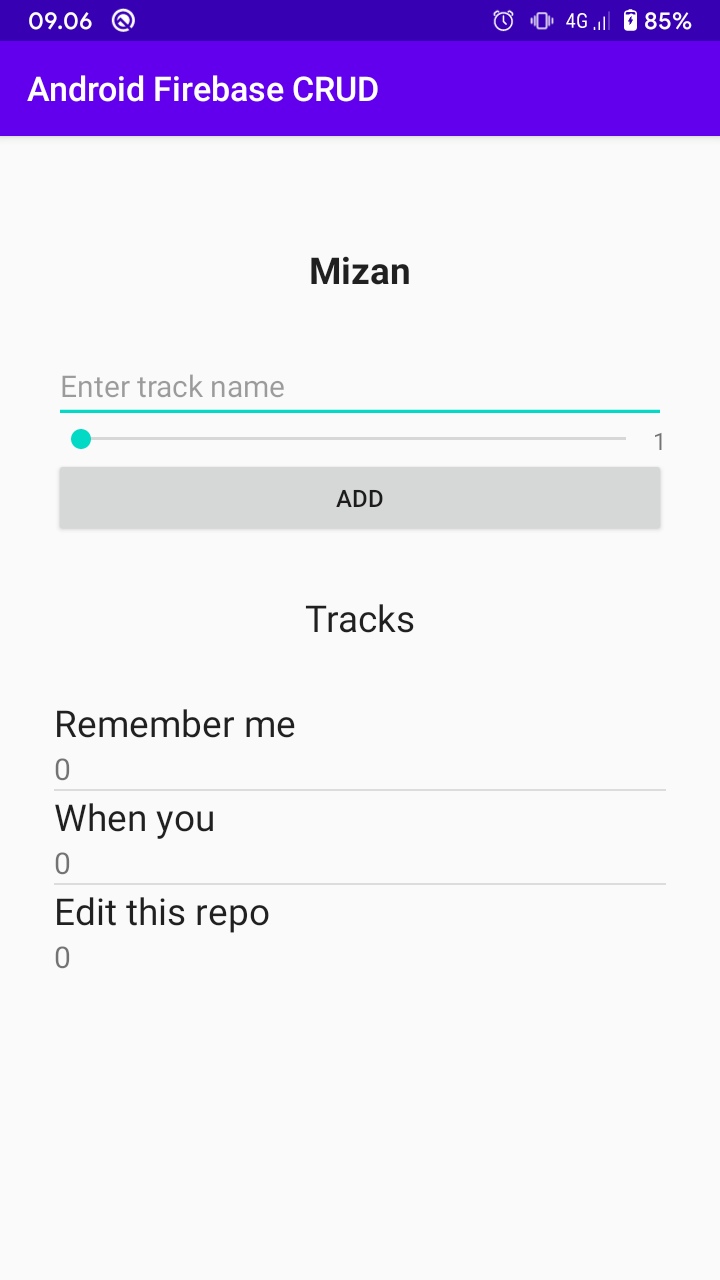 09.06 4G 85%
Android Firebase CRUD
Mizan
Enter track name
1
ADD
Tracks
Remember me
0
When you
0
Edit this repo
0